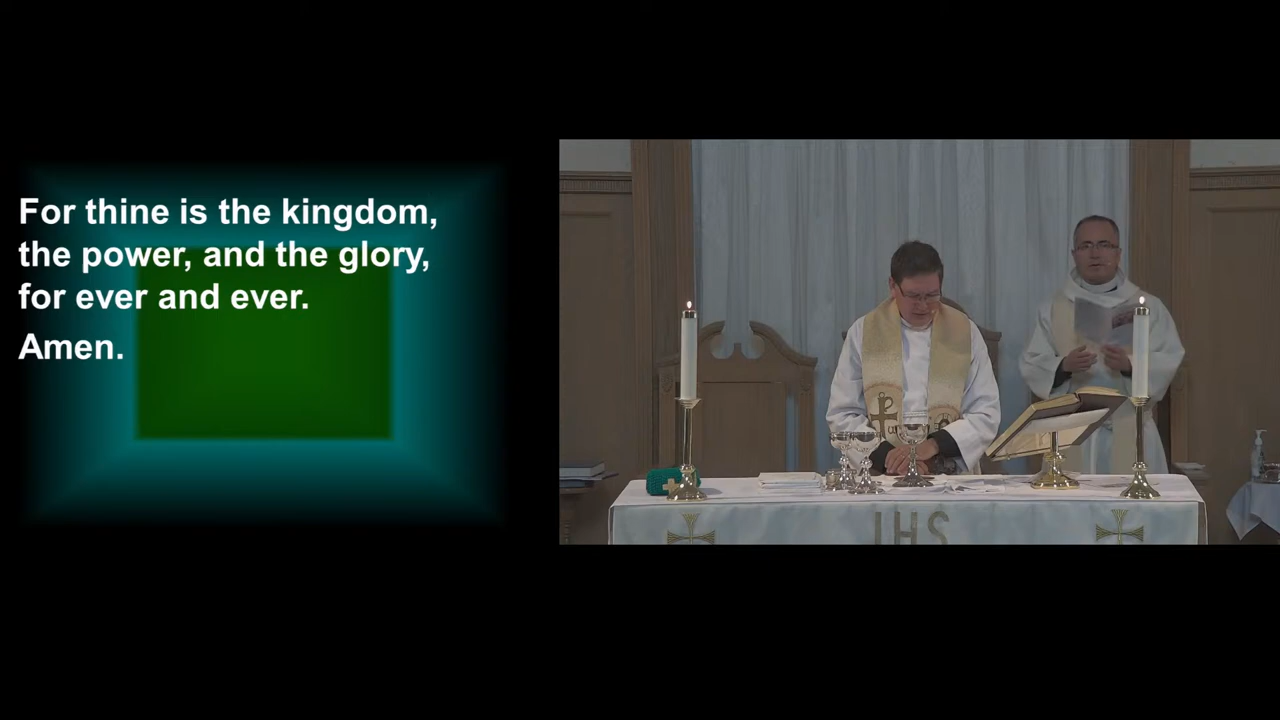 For thine is the kingdom,
the power, and the glory,
for ever and ever.
Amen.
IHS